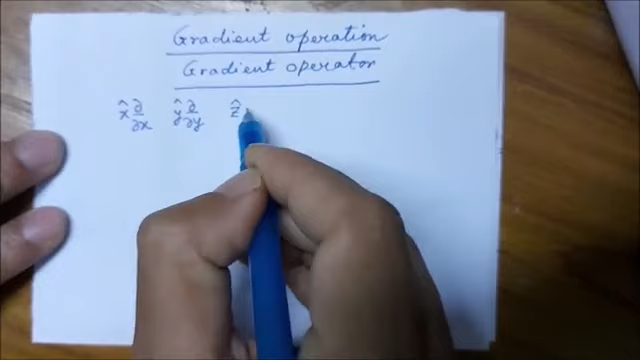 Gradient operation
Gradient operator
x̂ ∂/∂x ŷ ∂/∂y ẑ